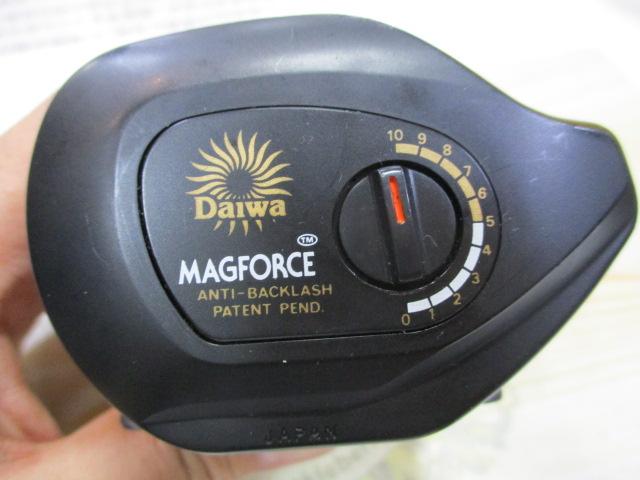 Daiwa
MAGFORCE™
ANTI-BACKLASH
PATENT PEND.
10
9
8
7
6
5
4
3
2
1
0
JAPAN